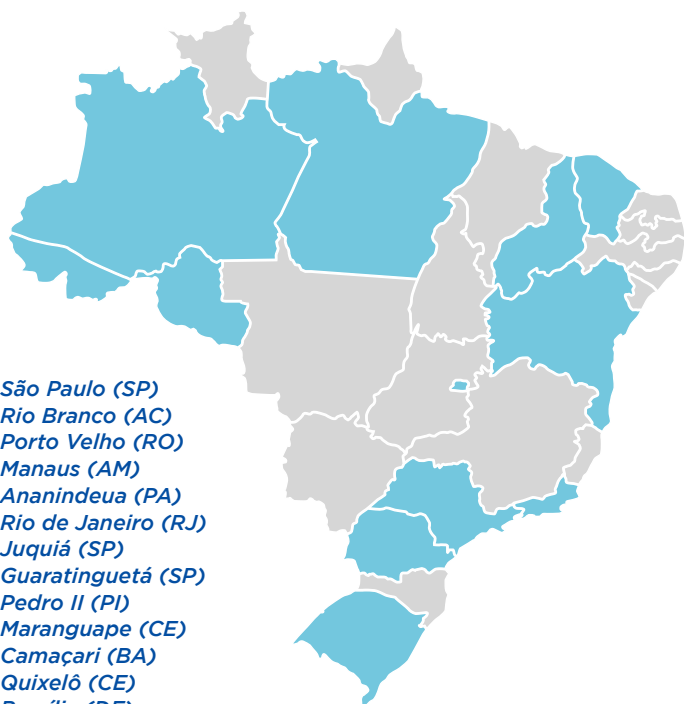 São Paulo (SP)
Rio Branco (AC)
Porto Velho (RO)
Manaus (AM)
Ananindeua (PA)
Rio de Janeiro (RJ)
Juquiá (SP)
Guaratinguetá (SP)
Pedro II (PI)
Maranguape (CE)
Camaçari (BA)
Quixelô (CE)